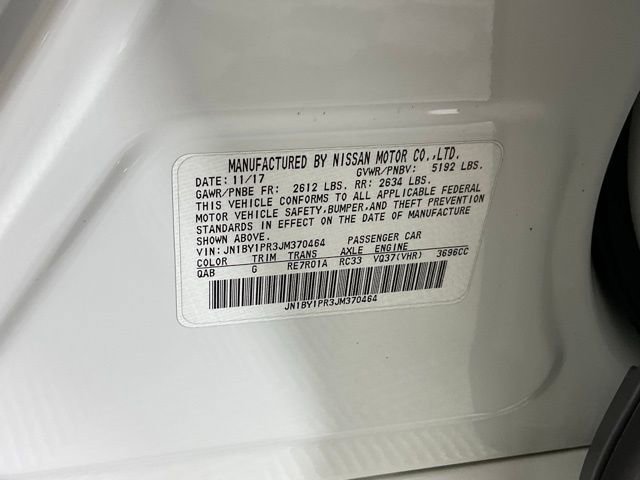 MANUFACTURED BY NISSAN MOTOR CO.,LTD.
DATE: 11/17 GVWR/PNBV: 5192 LBS.
GAWR/PNBE FR: 2612 LBS. RR: 2634 LBS.
THIS VEHICLE CONFORMS TO ALL APPLICABLE FEDERAL
MOTOR VEHICLE SAFETY,BUMPER,AND THEFT PREVENTION
STANDARDS IN EFFECT ON THE DATE OF MANUFACTURE
SHOWN ABOVE.
VIN: JN1BY1PR3JM370464 PASSENGER CAR
COLOR TRIM TRANS AXLE ENGINE
QAB G RE7R01A RC33 VQ37(VHR) 3696CC
JN1BY1PR3JM370464